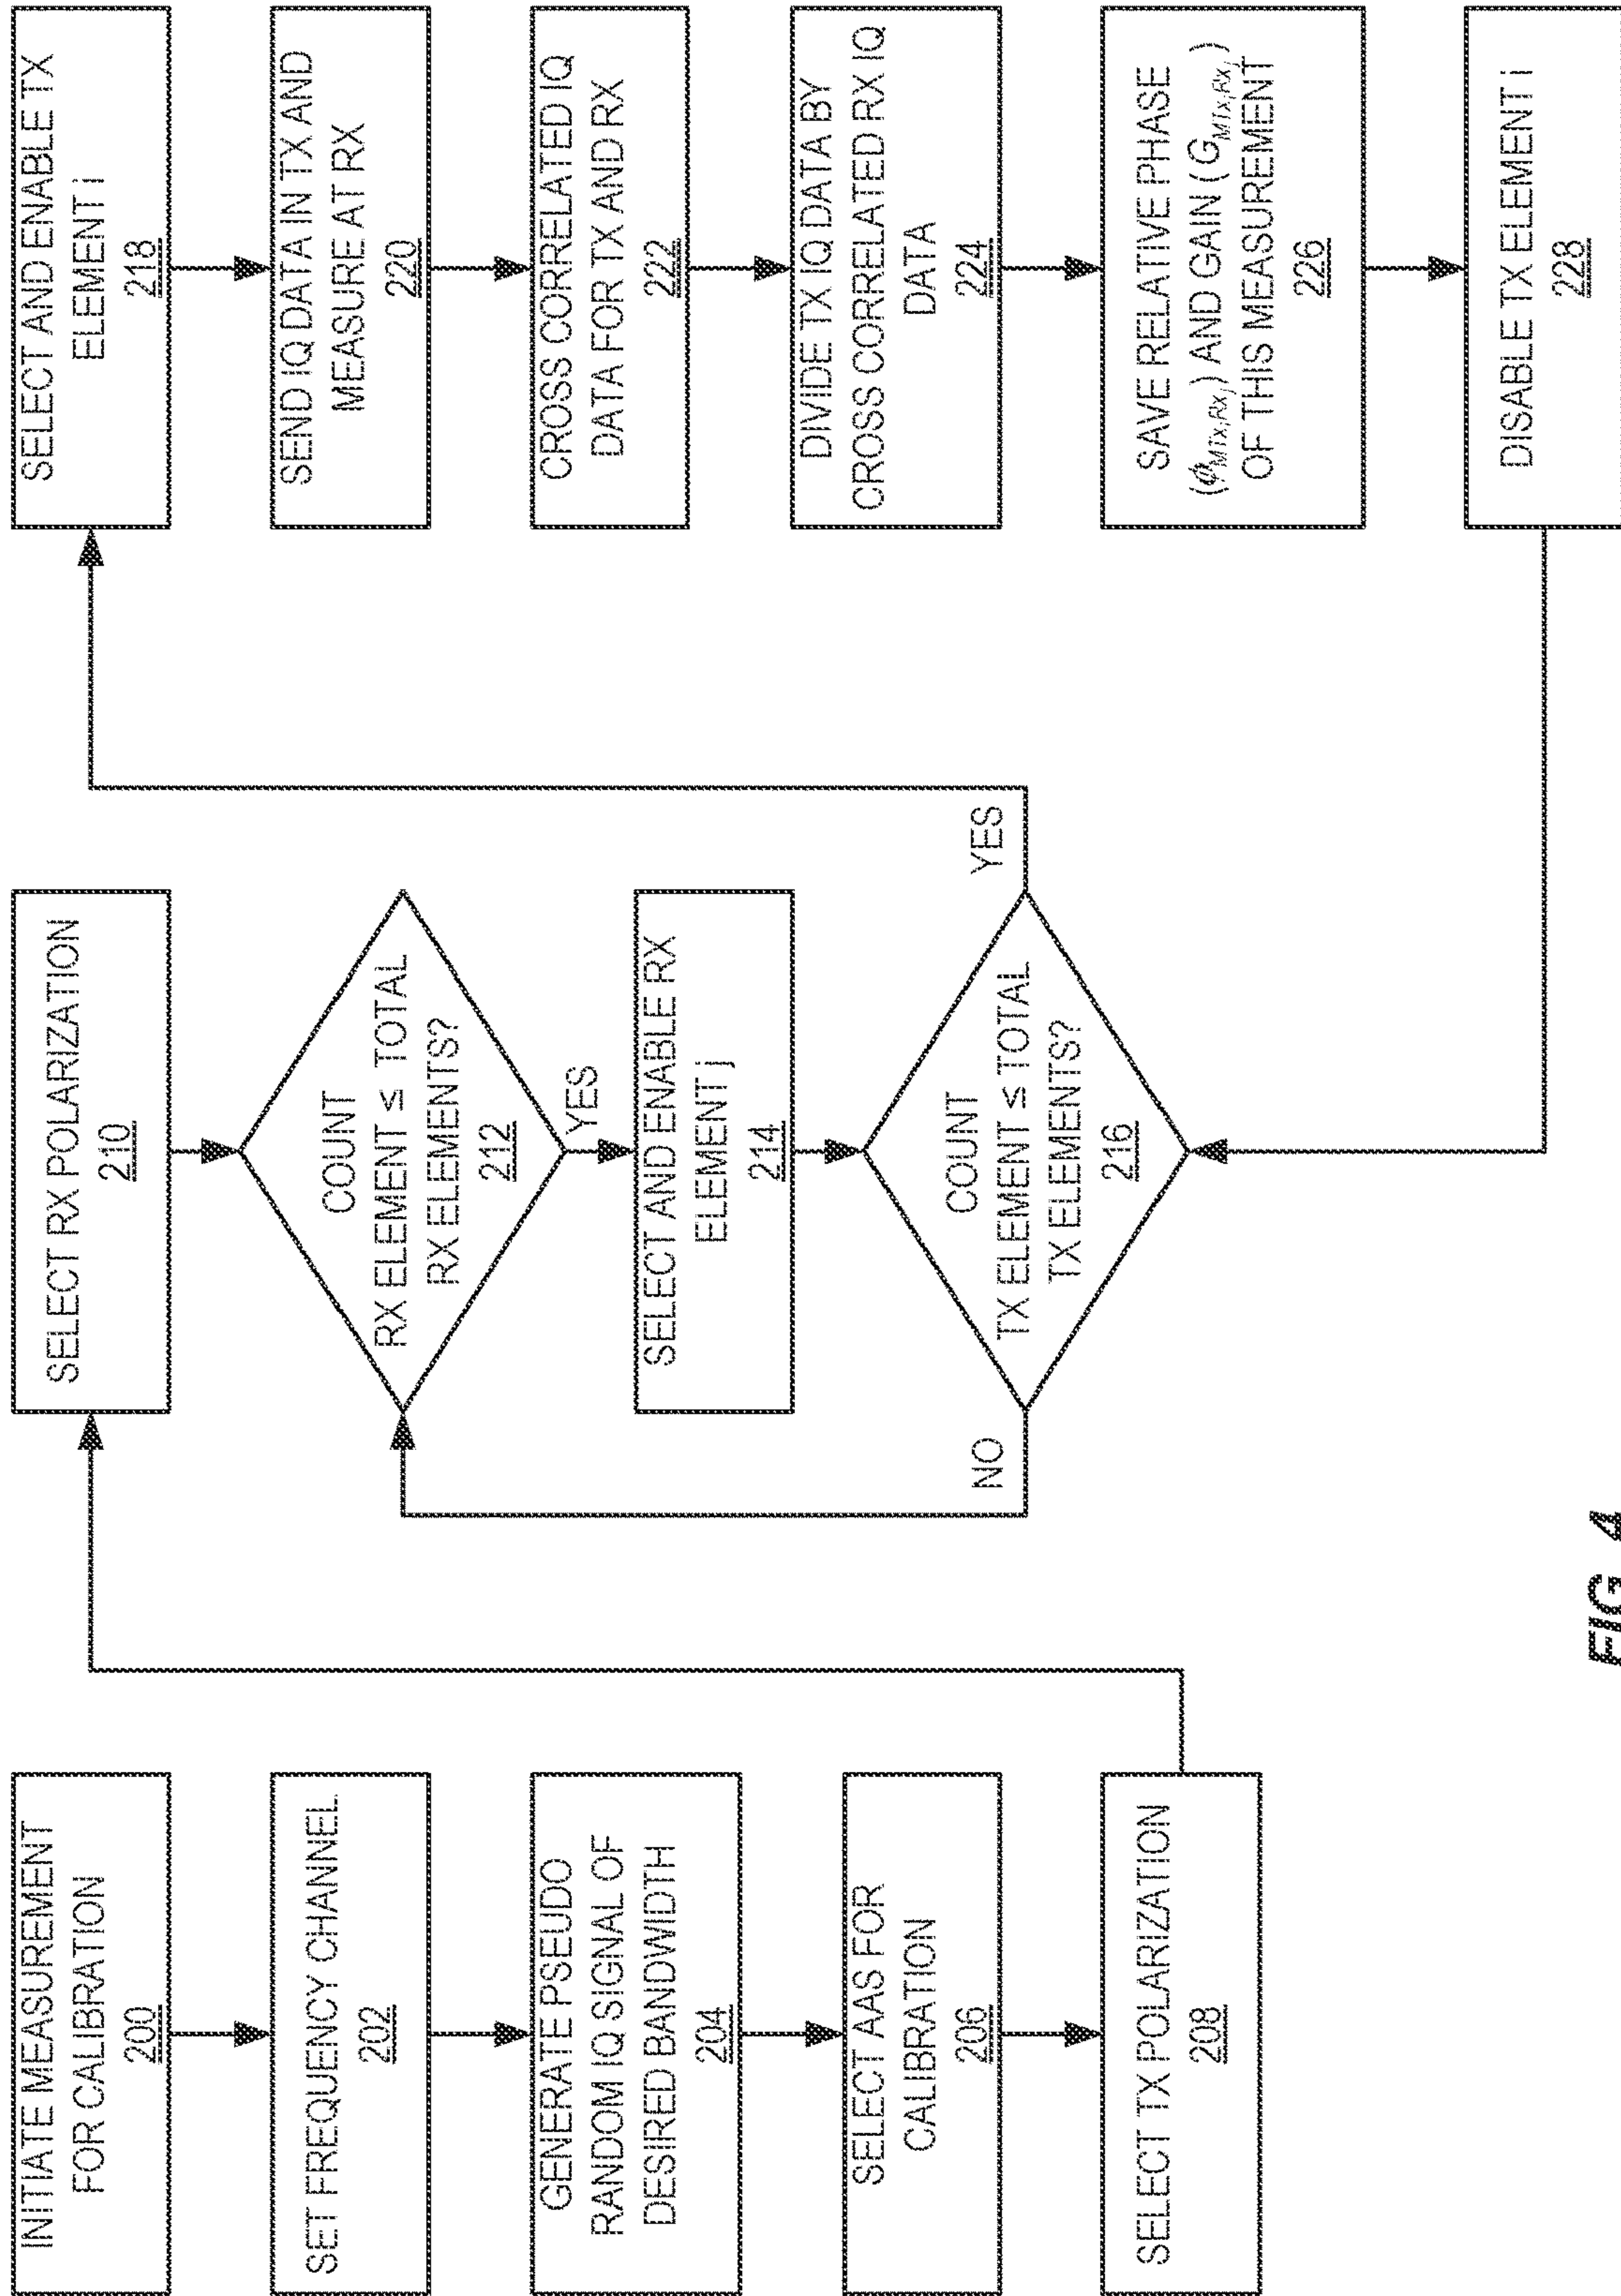 INITIATE MEASUREMENT
FOR CALIBRATION
200
SET FREQUENCY CHANNEL
202
GENERATE PSEUDO
RANDOM IQ SIGNAL OF
DESIRED BANDWIDTH
204
SELECT AAS FOR
CALIBRATION
206
SELECT TX POLARIZATION
208
SELECT RX POLARIZATION
210
COUNT
RX ELEMENT ≤ TOTAL
RX ELEMENTS?
212
YES
SELECT AND ENABLE RX
ELEMENT j
214
COUNT
TX ELEMENT ≤ TOTAL
TX ELEMENTS?
216
NO
YES
SELECT AND ENABLE TX
ELEMENT i
218
SEND IQ DATA IN TX AND
MEASURE AT RX
220
CROSS CORRELATED IQ
DATA FOR TX AND RX
222
DIVIDE TX IQ DATA BY
CROSS CORRELATED RX IQ
DATA
224
SAVE RELATIVE PHASE
(ϕMTxiRxj) AND GAIN (GMTxiRxj)
OF THIS MEASUREMENT
226
DISABLE TX ELEMENT i
228
FIG. 4